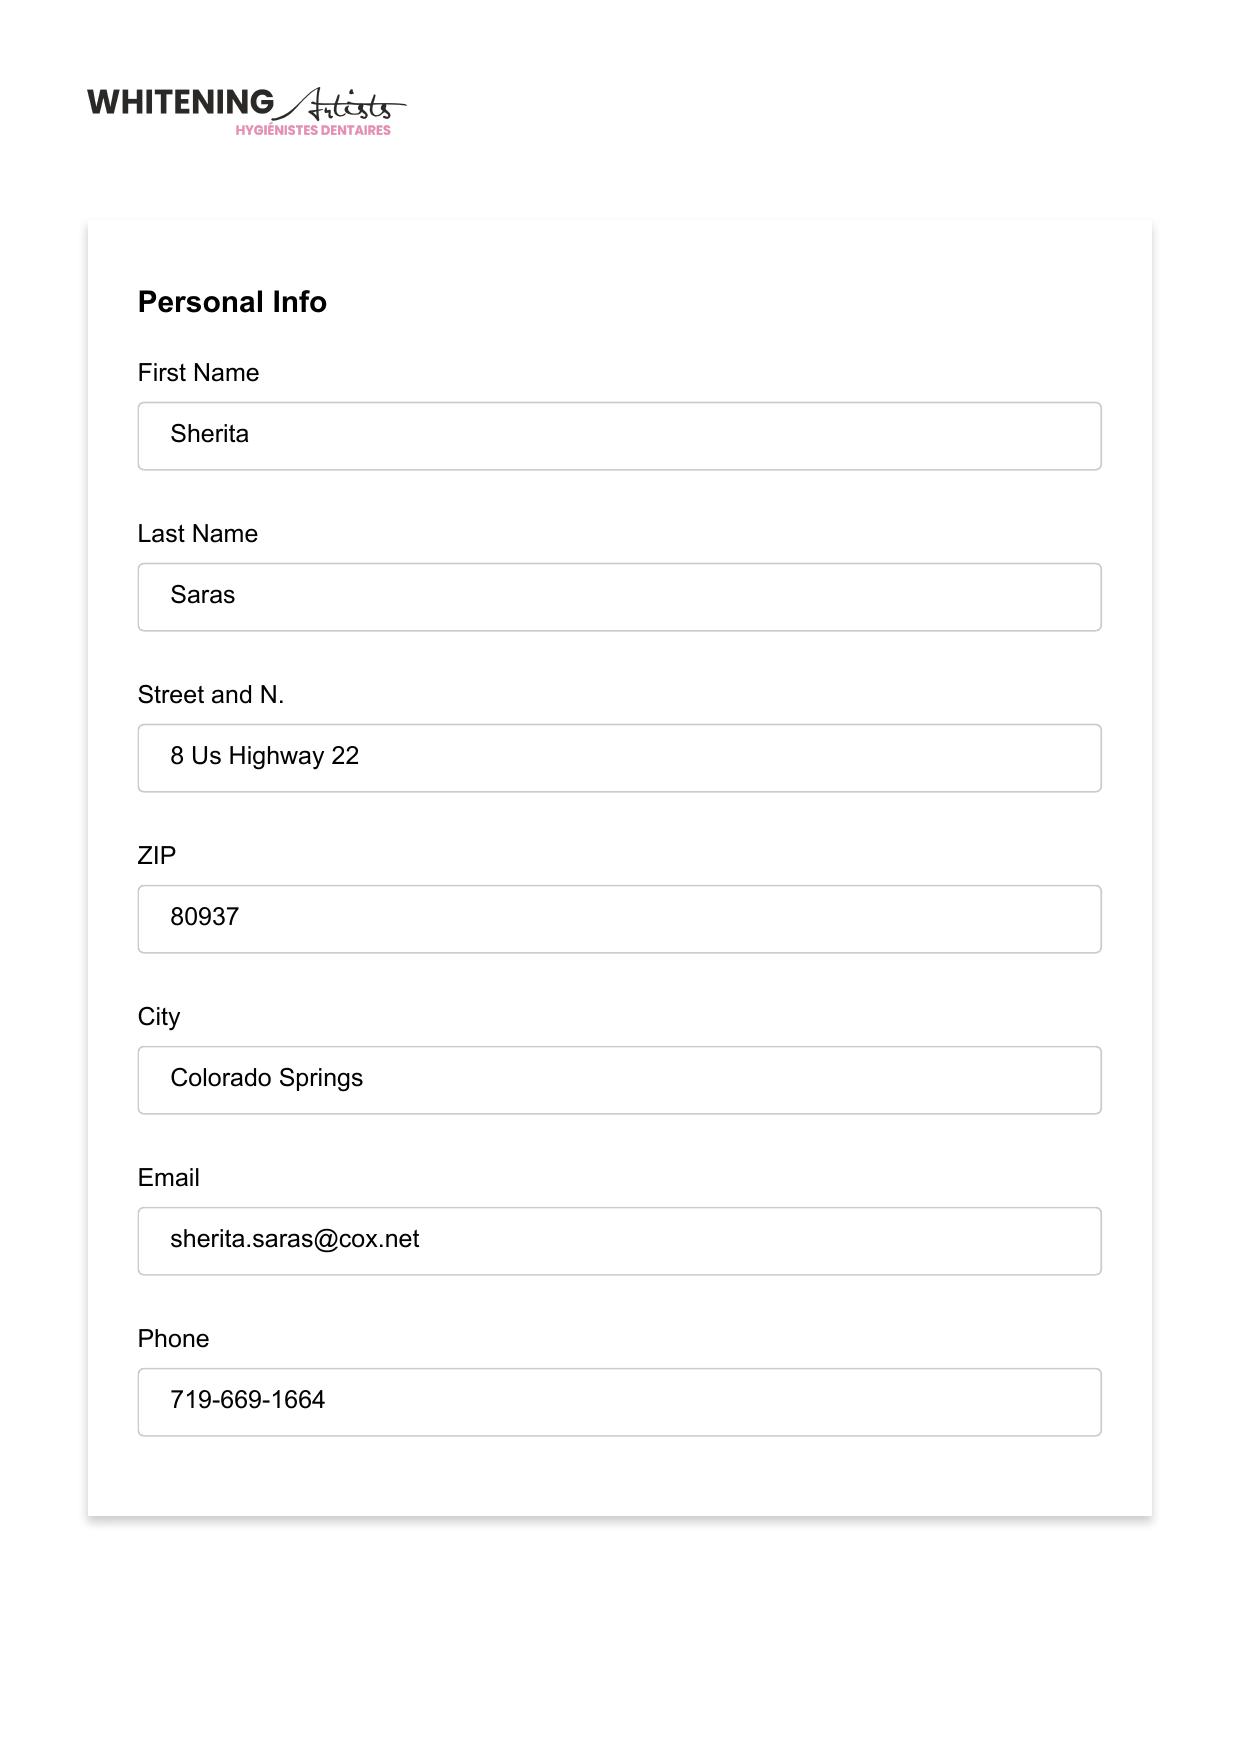 WHITENING Artists
HYGIÉNISTES DENTAIRES
Personal Info
First Name
Sherita
Last Name
Saras
Street and N.
8 Us Highway 22
ZIP
80937
City
Colorado Springs
Email
sherita.saras@cox.net
Phone
719-669-1664